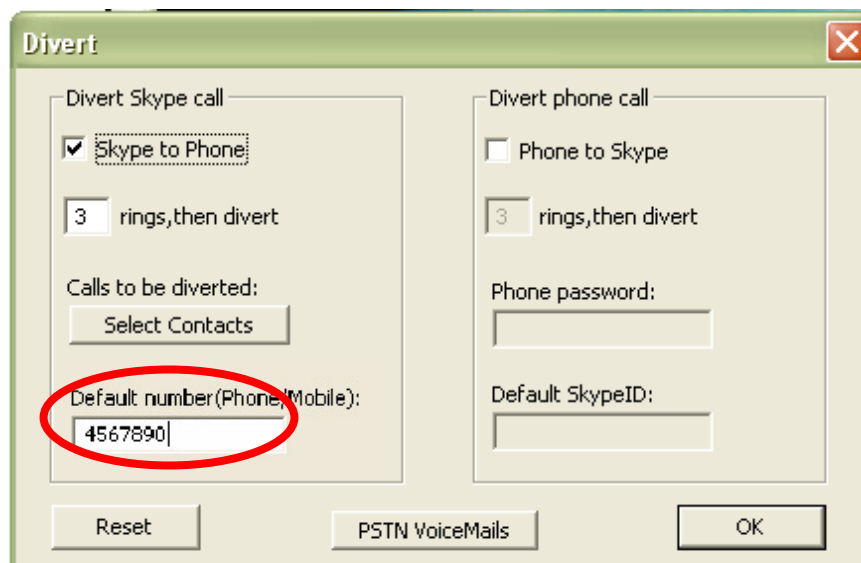 Divert
Divert Skype call
Skype to Phone
3 rings,then divert
Calls to be diverted:
Select Contacts
Default number(Phone/Mobile):
4567890
Divert phone call
Phone to Skype
3 rings,then divert
Phone password:
Default SkypeID:
Reset
PSTN VoiceMails
OK